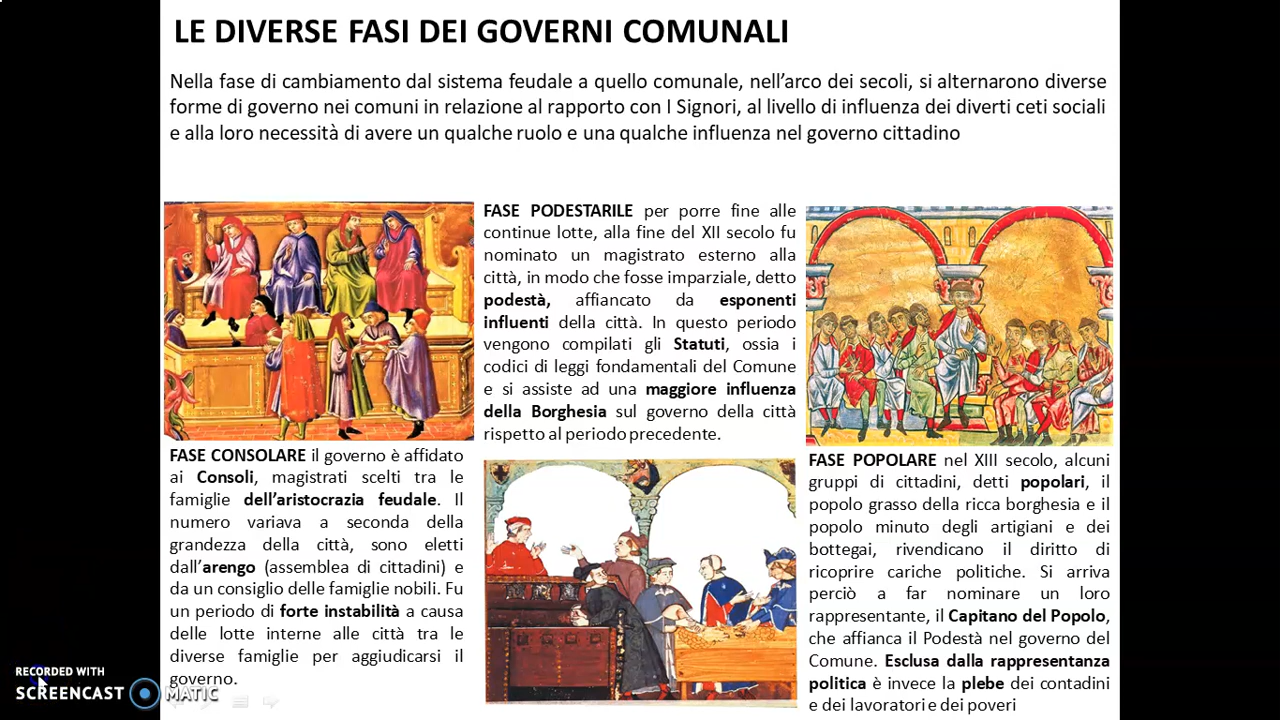 LE DIVERSE FASI DEI GOVERNI COMUNALI
Nella fase di cambiamento dal sistema feudale a quello comunale, nell'arco dei secoli, si alternarono diverse
forme di governo nei comuni in relazione al rapporto con I Signori, al livello di influenza dei diverti ceti sociali
e alla loro necessità di avere un qualche ruolo e una qualche influenza nel governo cittadino
FASE CONSOLARE il governo è affidato
ai Consoli, magistrati scelti tra le
famiglie dell'aristocrazia feudale. Il
numero variava a seconda della
grandezza della città, sono eletti
dall'arengo (assemblea di cittadini) e
da un consiglio delle famiglie nobili. Fu
un periodo di forte instabilità a causa
delle lotte interne alle città tra le
diverse famiglie per aggiudicarsi il
governo.
FASE PODESTARILE per porre fine alle
continue lotte, alla fine del XII secolo fu
nominato un magistrato esterno alla
città, in modo che fosse imparziale, detto
podestà, affiancato da esponenti
influenti della città. In questo periodo
vengono compilati gli Statuti, ossia i
codici di leggi fondamentali del Comune
e si assiste ad una maggiore influenza
della Borghesia sul governo della città
rispetto al periodo precedente.
FASE POPOLARE nel XIII secolo, alcuni
gruppi di cittadini, detti popolari, il
popolo grasso della ricca borghesia e il
popolo minuto degli artigiani e dei
bottegai, rivendicano il diritto di
ricoprire cariche politiche. Si arriva
perciò a far nominare un loro
rappresentante, il Capitano del Popolo,
che affianca il Podestà nel governo del
Comune. Esclusa dalla rappresentanza
politica è invece la plebe dei contadini
e dei lavoratori e dei poveri
RECORDED WITH
SCREENCAST MATIC